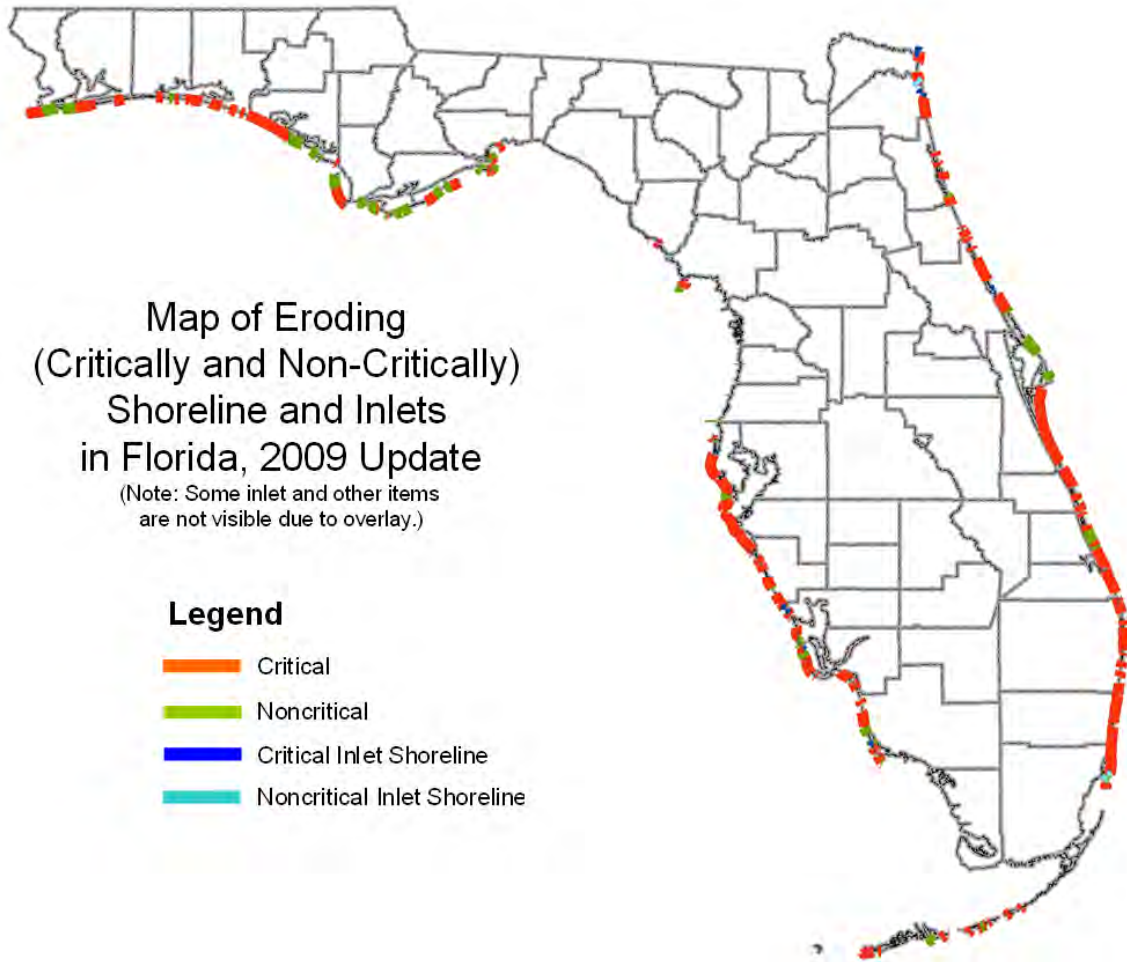 Map of Eroding
(Critically and Non-Critically)
Shoreline and Inlets
in Florida, 2009 Update
(Note: Some inlet and other items
are not visible due to overlay.)
Legend
Critical
Noncritical
Critical Inlet Shoreline
Noncritical Inlet Shoreline